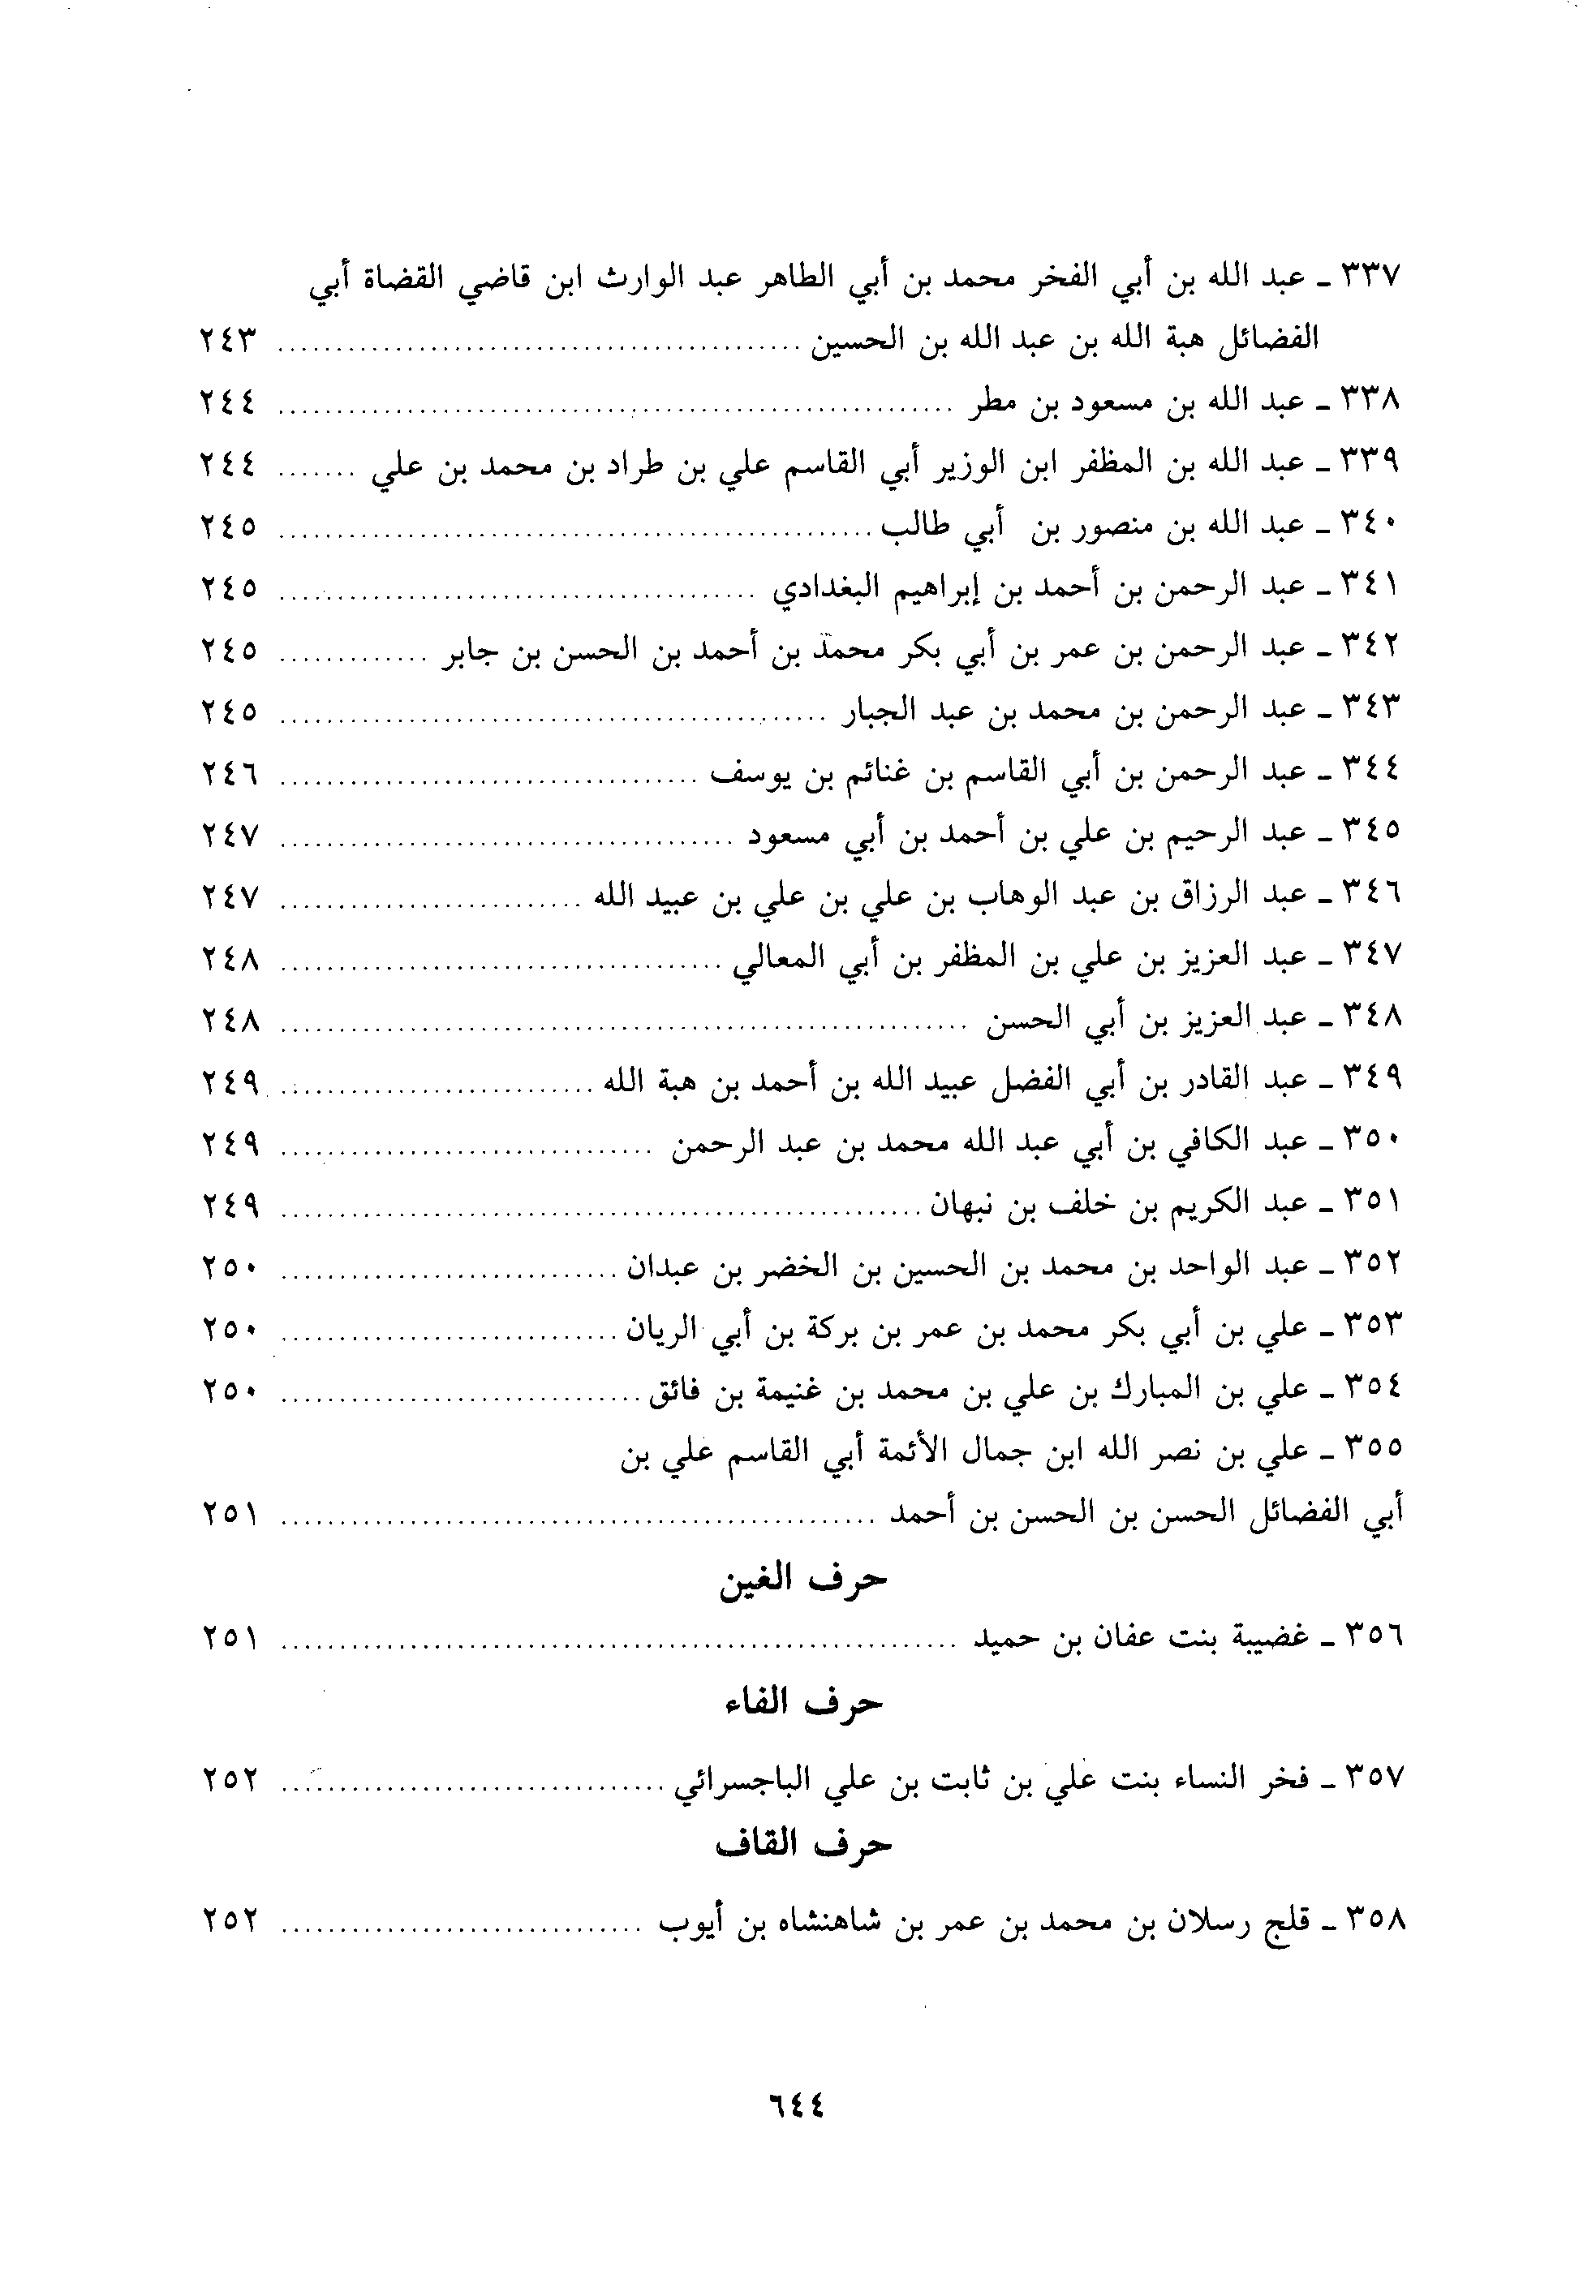 ٣٣٧ ـ عبد الله بن أبي الفخر محمد بن أبي الطاهر عبد الوارث ابن قاضي القضاة أبي
الفضائل هبة الله بن عبد الله بن الحسين ............................................ ٢٤٣
٣٣٨ ـ عبد الله بن مسعود بن مطر ......................................................... ٢٤٤
٣٣٩ ـ عبد الله بن المظفر ابن الوزير أبي القاسم علي بن طراد بن محمد بن علي ....... ٢٤٤
٣٤٠ ـ عبد الله بن منصور بن أبي طالب .................................................. ٢٤٥
٣٤١ ـ عبد الرحمن بن أحمد بن إبراهيم البغدادي ........................................ ٢٤٥
٣٤٢ ـ عبد الرحمن بن عمر بن أبي بكر محمد بن أحمد بن الحسن بن جابر ............. ٢٤٥
٣٤٣ ـ عبد الرحمن بن محمد بن عبد الجبار .............................................. ٢٤٥
٣٤٤ ـ عبد الرحمن بن أبي القاسم بن غنائم بن يوسف ................................... ٢٤٦
٣٤٥ ـ عبد الرحيم بن علي بن أحمد بن أبي مسعود ...................................... ٢٤٧
٣٤٦ ـ عبد الرزاق بن عبد الوهاب بن علي بن علي بن عبيد الله ......................... ٢٤٧
٣٤٧ ـ عبد العزيز بن علي بن المظفر بن أبي المعالي ..................................... ٢٤٨
٣٤٨ ـ عبد العزيز بن أبي الحسن .......................................................... ٢٤٨
٣٤٩ ـ عبد القادر بن أبي الفضل عبيد الله بن أحمد بن هبة الله .......................... ٢٤٩
٣٥٠ ـ عبد الكافي بن أبي عبد الله محمد بن عبد الرحمن ............................... ٢٤٩
٣٥١ ـ عبد الكريم بن خلف بن نبهان ...................................................... ٢٤٩
٣٥٢ ـ عبد الواحد بن محمد بن الحسين بن الخضر بن عبدان ............................ ٢٥٠
٣٥٣ ـ علي بن أبي بكر محمد بن عمر بن بركة بن أبي الريان ............................ ٢٥٠
٣٥٤ ـ علي بن المبارك بن علي بن محمد بن غنيمة بن فائق .............................. ٢٥٠
٣٥٥ ـ علي بن نصر الله ابن جمال الأئمة أبي القاسم علي بن
أبي الفضائل الحسن بن الحسن بن أحمد .................................................. ٢٥١
حرف الغين
٣٥٦ ـ غضيبة بنت عفان بن حميد ......................................................... ٢٥١
حرف الفاء
٣٥٧ ـ فخر النساء بنت علي بن ثابت بن علي الباجسرائي ................................ ٢٥٢
حرف القاف
٣٥٨ ـ قلج رسلان بن محمد بن عمر بن شاهنشاه بن أيوب .............................. ٢٥٢
٦٤٤